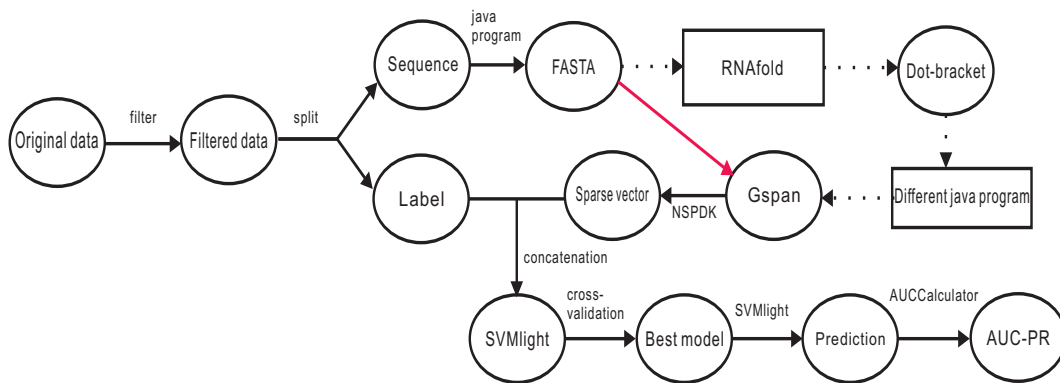 java
program
Sequence
FASTA
RNAfold
Dot-bracket
filter
split
Original data
Filtered data
Label
Sparse vector
NSPDK
Gspan
Different java program
concatenation
cross-
validation
SVMlight
AUCCalculator
SVMlight
Best model
Prediction
AUC-PR